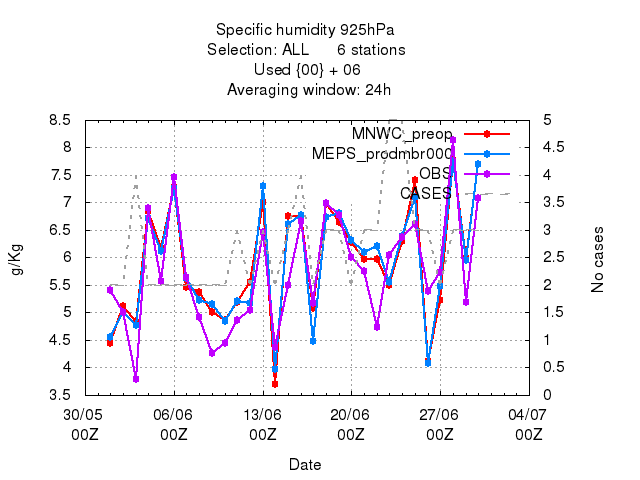 Specific humidity 925hPa
Selection: ALL 6 stations
Used {00} + 06
Averaging window: 24h
8.5
8
7.5
7
6.5
6
5.5
5
4.5
4
3.5
g/Kg
MNWC_preop
MEPS_prodmbr000
OBS
CASES
5
4.5
4
3.5
3
2.5
2
1.5
1
0.5
0
No cases
30/05 06/06 13/06 20/06 27/06 04/07
00Z 00Z 00Z 00Z 00Z 00Z
Date